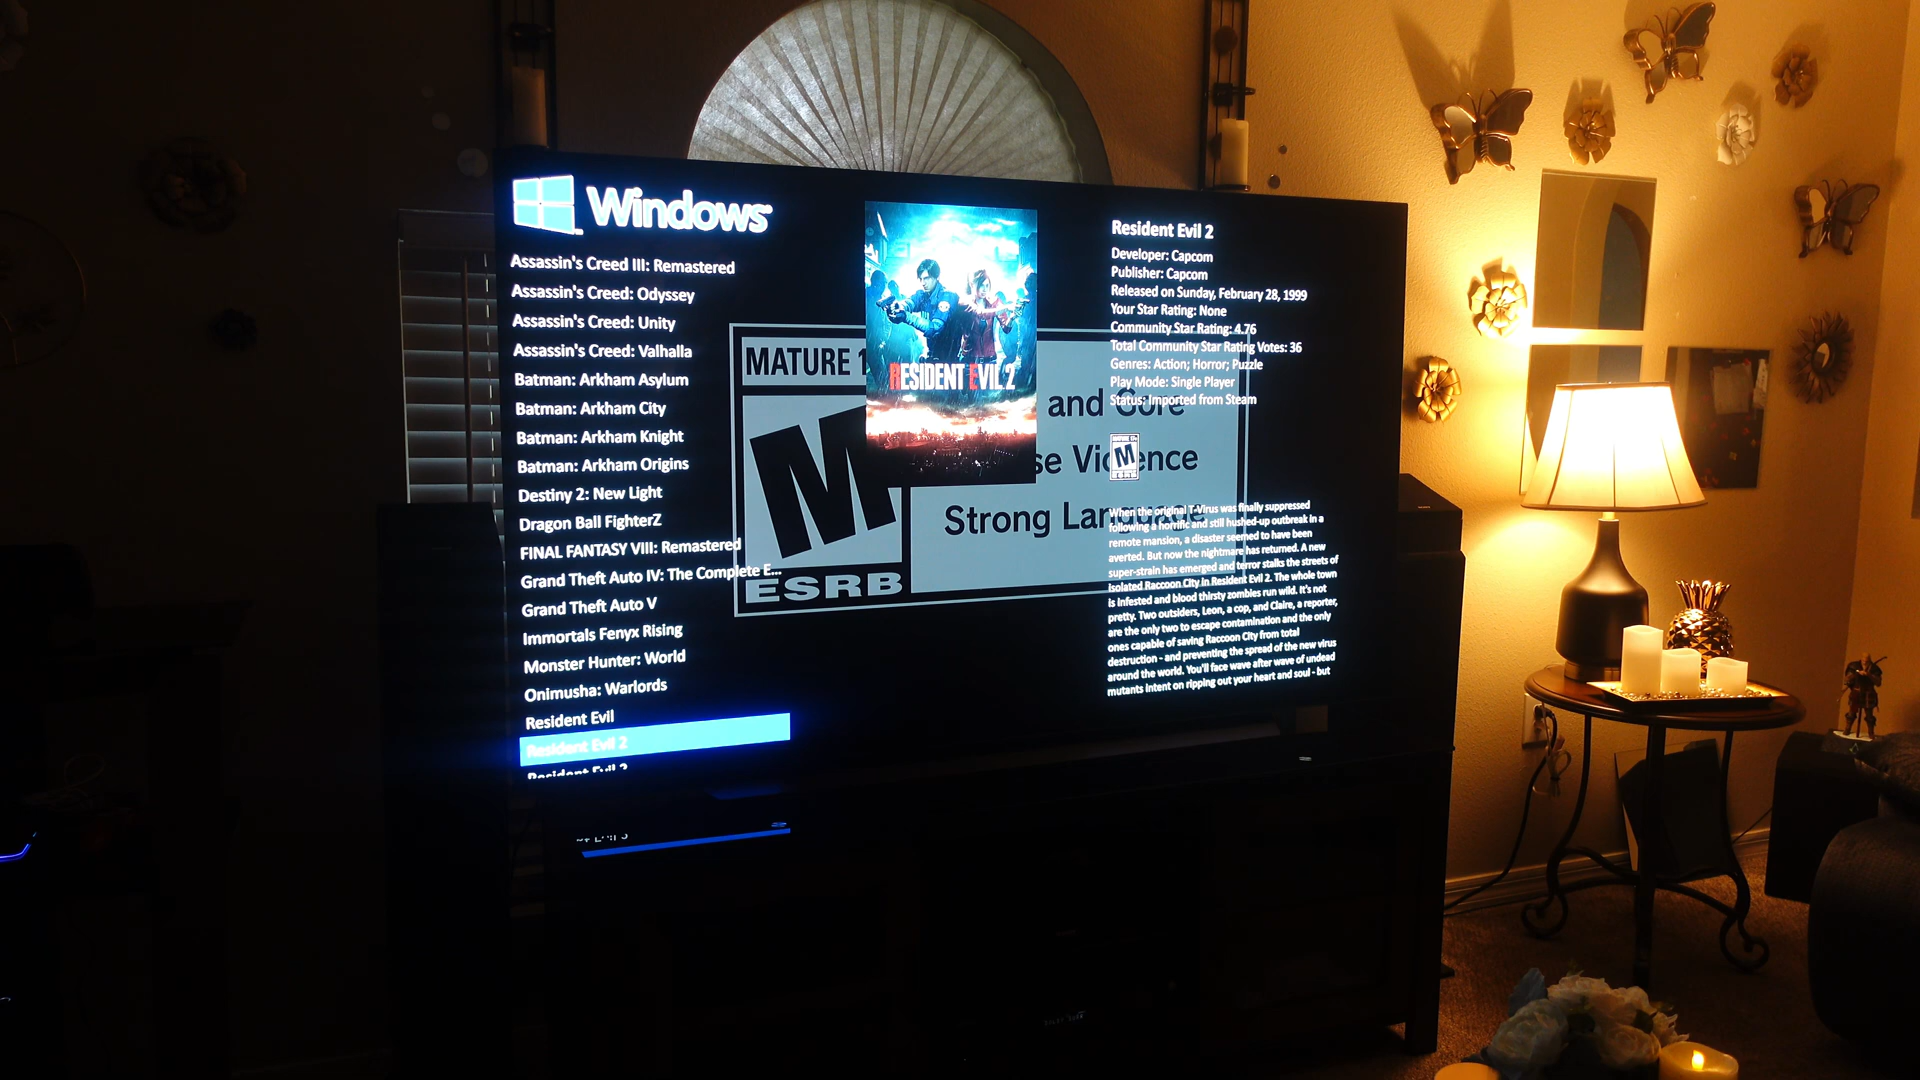 Windows
Assassin's Creed III: Remastered
Assassin's Creed: Odyssey
Assassin's Creed: Unity
Assassin's Creed: Valhalla
Batman: Arkham Asylum
Batman: Arkham City
Batman: Arkham Knight
Batman: Arkham Origins
Destiny 2: New Light
Dragon Ball FighterZ
FINAL FANTASY VIII: Remastered
Grand Theft Auto IV: The Complete E...
Grand Theft Auto V
Immortals Fenyx Rising
Monster Hunter: World
Onimusha: Warlords
Resident Evil
Resident Evil 2
MATURE 1
M
ESRB
and Gore
se Violence
Strong Language
RESIDENT EVIL 2
Resident Evil 2
Developer: Capcom
Publisher: Capcom
Released on Sunday, February 28, 1999
Your Star Rating: None
Community Star Rating: 4.76
Total Community Star Rating Votes: 36
Genres: Action; Horror; Puzzle
Play Mode: Single Player
Status: Imported from Steam
M
When the original T-Virus was finally suppressed
following a horrific and still hushed-up outbreak in a
remote mansion, a disaster seemed to have been
averted. But now the nightmare has returned. A new
super-strain has emerged and terror stalks the streets of
isolated Raccoon City in Resident Evil 2. The whole town
is infested and blood thirsty zombies run wild. It's not
pretty. Two outsiders, Leon, a cop, and Claire, a reporter,
are the only two to escape contamination and the only
ones capable of saving Raccoon City from total
destruction - and preventing the spread of the new virus
around the world. You'll face wave after wave of undead
mutants intent on ripping out your heart and soul - but